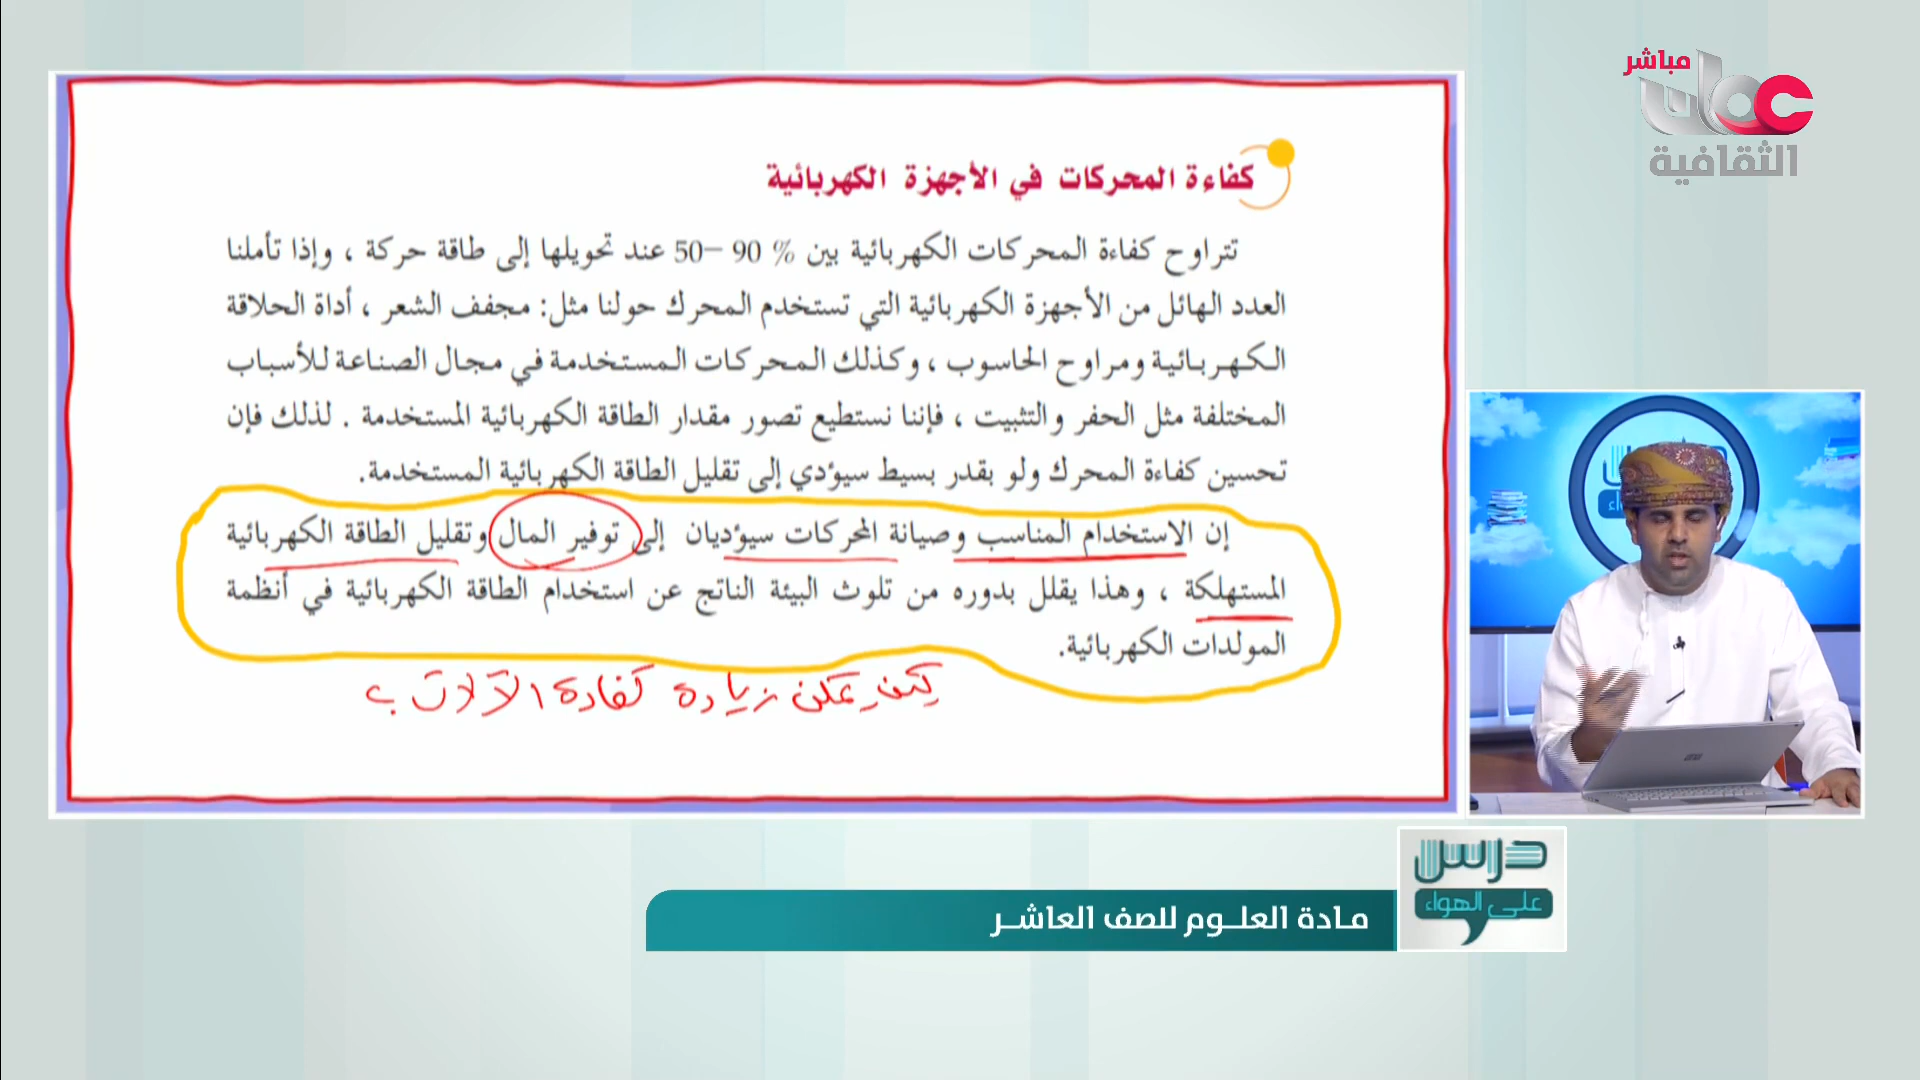 مباشر
عمان
الثقافية
كفاءة المحركات في الأجهزة الكهربائية
تتراوح كفاءة المحركات الكهربائية بين % 90 –50 عند تحويلها إلى طاقة حركة ، وإذا تأملنا
العدد الهائل من الأجهزة الكهربائية التي تستخدم المحرك حولنا مثل: مجفف الشعر ، أداة الحلاقة
الكهربائية ومراوح الحاسوب ، وكذلك المحركات المستخدمة في مجال الصناعة للأسباب
المختلفة مثل الحفر والتثبيت ، فإننا نستطيع تصور مقدار الطاقة الكهربائية المستخدمة . لذلك فإن
تحسين كفاءة المحرك ولو بقدر بسيط سيؤدي إلى تقليل الطاقة الكهربائية المستخدمة.
إن الاستخدام المناسب وصيانة المحركات سيؤديان إلى توفير المال وتقليل الطاقة الكهربائية
المستهلكة ، وهذا يقلل بدوره من تلوث البيئة الناتج عن استخدام الطاقة الكهربائية في أنظمة
المولدات الكهربائية.
كيف يمكن زيادة كفاءة الآلات ؟
درس
على الهواء
مادة العلوم للصف العاشر